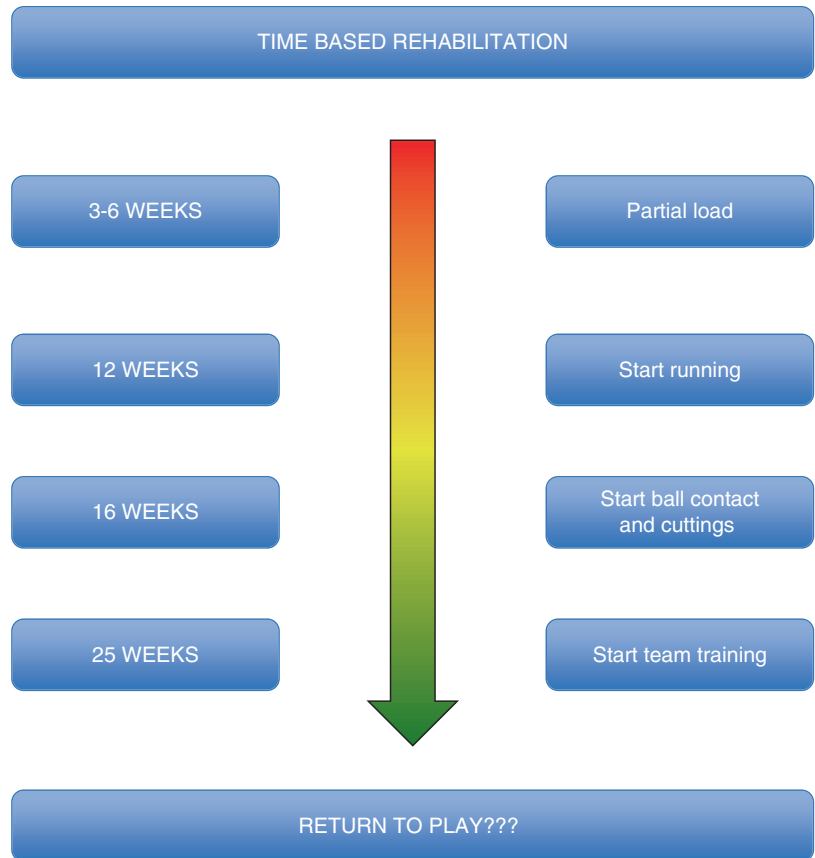 TIME BASED REHABILITATION
3-6 WEEKS
Partial load
12 WEEKS
Start running
16 WEEKS
Start ball contact
and cuttings
25 WEEKS
Start team training
RETURN TO PLAY???